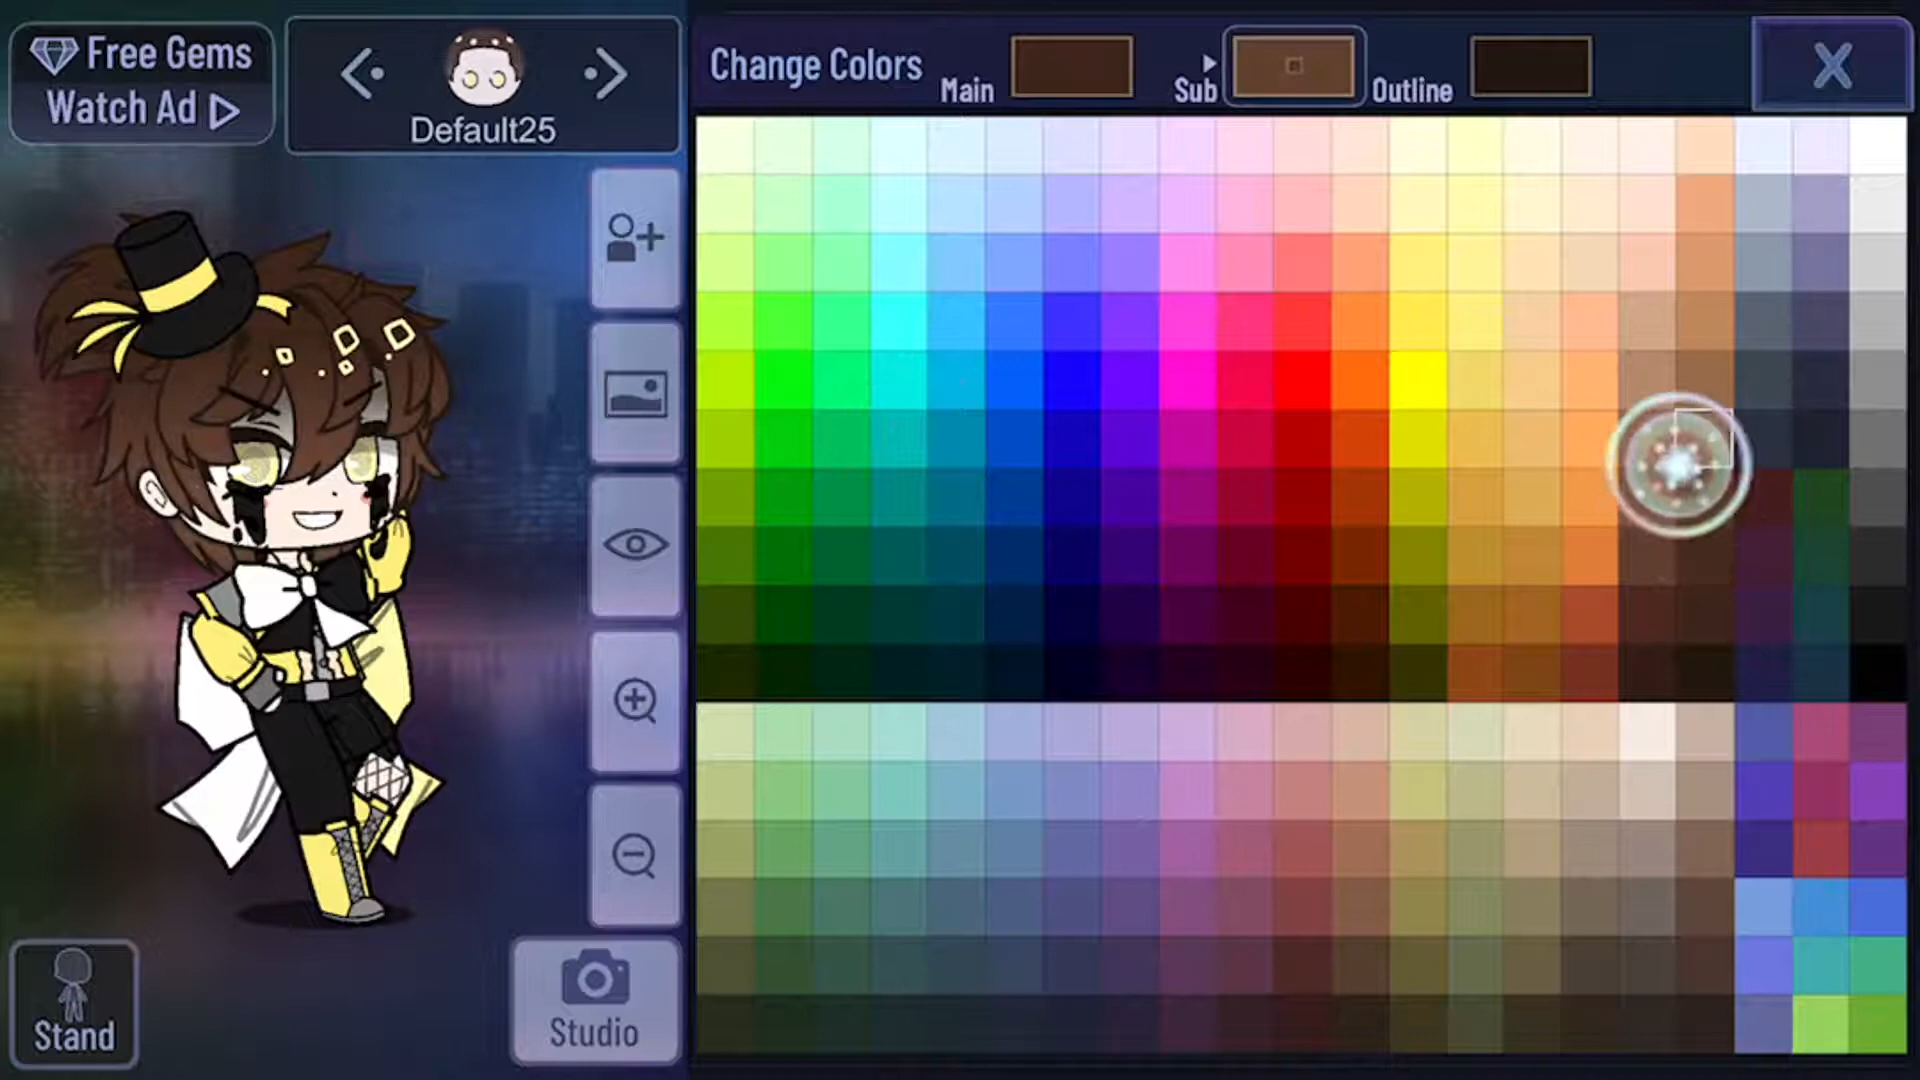 Free Gems
Watch Ad
Default25
Change Colors
Main
Sub
Outline
X
Stand
Studio